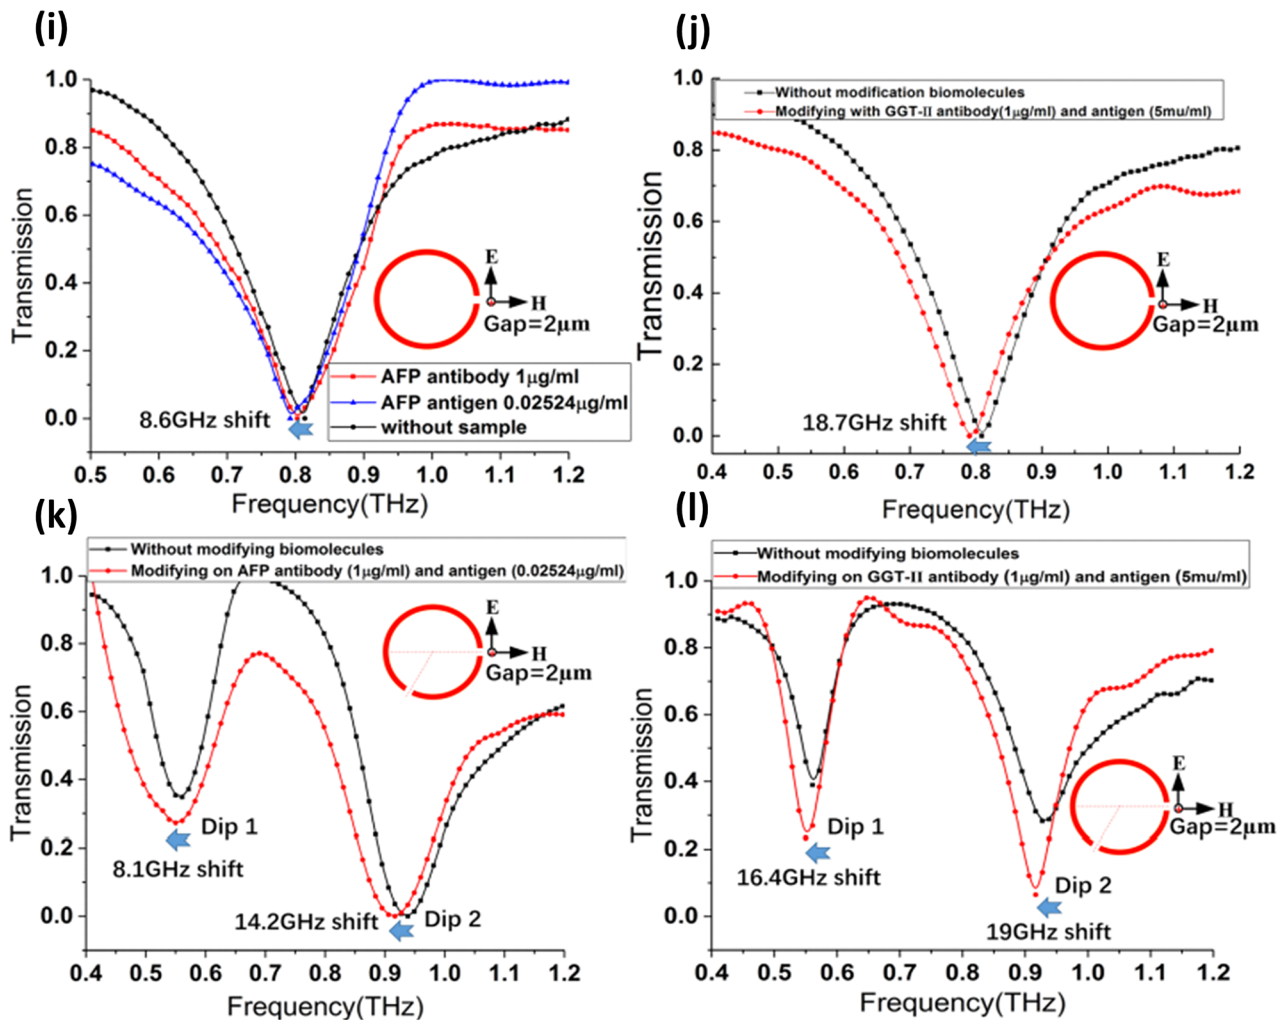 (i)
1.0
0.8
0.6
0.4
0.2
0.0
Transmission
E
H
Gap=2μm
AFP antibody 1μg/ml
AFP antigen 0.02524μg/ml
without sample
8.6GHz shift
0.5 0.6 0.7 0.8 0.9 1.0 1.1 1.2
Frequency(THz)
(j)
1.0
0.8
0.6
0.4
0.2
0.0
Transmission
Without modification biomolecules
Modifying with GGT-II antibody(1μg/ml) and antigen (5mu/ml)
E
H
Gap=2μm
18.7GHz shift
0.4 0.5 0.6 0.7 0.8 0.9 1.0 1.1 1.2
Frequency(THz)
(k)
Without modifying biomolecules
Modifying on AFP antibody (1μg/ml) and antigen (0.02524μg/ml)
1.0
0.8
0.6
0.4
0.2
0.0
Transmission
E
H
Gap=2μm
Dip 1
8.1GHz shift
14.2GHz shift
Dip 2
0.4 0.5 0.6 0.7 0.8 0.9 1.0 1.1 1.2
Frequency(THz)
(l)
Without modifying biomolecules
Modifying on GGT-II antibody (1μg/ml) and antigen (5mu/ml)
1.0
0.8
0.6
0.4
0.2
0.0
Transmission
E
H
Gap=2μm
Dip 1
16.4GHz shift
Dip 2
19GHz shift
0.4 0.5 0.6 0.7 0.8 0.9 1.0 1.1 1.2
Frequency(THz)